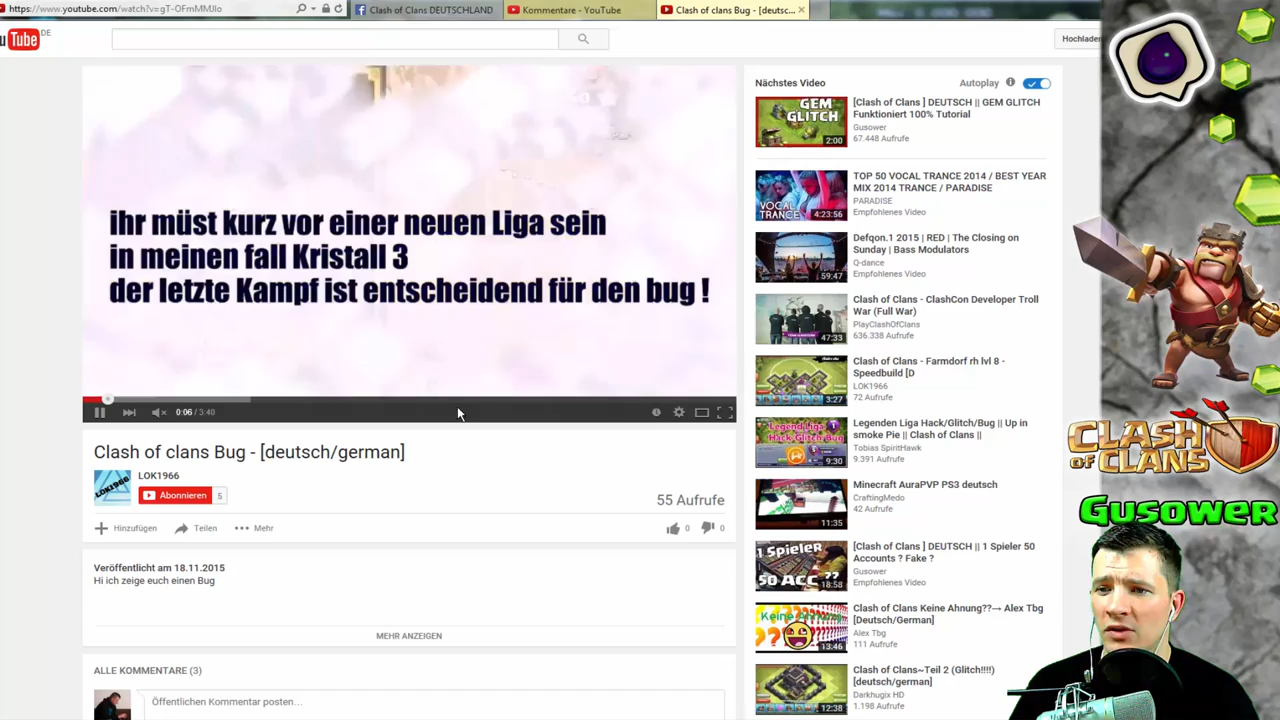 https://www.youtube.com/watch?v=gT-OFmMMJlo
Clash of Clans DEUTSCHLAND
Kommentare - YouTube
Clash of clans Bug - [deutsc...
Tube DE
Hochladen
ihr müst kurz vor einer neuen Liga sein
in meinen fall Kristall 3
der letzte Kampf ist entscheidend für den bug !
0:06 / 3:40
Clash of clans Bug - [deutsch/german]
LOK1966
Abonnieren 5
55 Aufrufe
Hinzufügen Teilen Mehr
0 0
Veröffentlicht am 18.11.2015
Hi ich zeige euch einen Bug
MEHR ANZEIGEN
ALLE KOMMENTARE (3)
Öffentlichen Kommentar posten...
Nächstes Video
Autoplay
GEM
GLITCH
2:00
[Clash of Clans ] DEUTSCH || GEM GLITCH
Funktioniert 100% Tutorial
Gusower
67.448 Aufrufe
VOCAL
TRANCE
4:23:56
TOP 50 VOCAL TRANCE 2014 / BEST YEAR
MIX 2014 TRANCE / PARADISE
PARADISE
Empfohlenes Video
59:47
Defqon.1 2015 | RED | The Closing on
Sunday | Bass Modulators
Q-dance
Empfohlenes Video
47:33
Clash of Clans - ClashCon Developer Troll
War (Full War)
PlayClashOfClans
636.338 Aufrufe
3:27
Clash of Clans - Farmdorf rh lvl 8 -
Speedbuild [D
LOK1966
72 Aufrufe
Legend Liga
Hack/Glitch/Bug
9:30
Legenden Liga Hack/Glitch/Bug || Up in
smoke Pie || Clash of Clans ||
Tobias SpiritHawk
9.391 Aufrufe
11:35
Minecraft AuraPVP PS3 deutsch
CraftingMedo
42 Aufrufe
1 Spieler
50 ACC ??
18:58
[Clash of Clans ] DEUTSCH || 1 Spieler 50
Accounts ? Fake ?
Gusower
Empfohlenes Video
Keine Ahnung
13:46
Clash of Clans Keine Ahnung??→ Alex Tbg
[Deutsch/German]
Alex Tbg
111 Aufrufe
12:38
Clash of Clans~Teil 2 (Glitch!!!!)
[deutsch/german]
Darkhugix HD
1.198 Aufrufe
CLASH
OF CLANS
GUSOWER